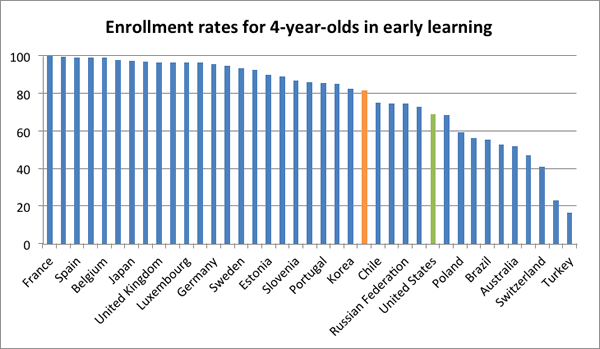 Enrollment rates for 4-year-olds in early learning
100
80
60
40
20
0
France
Spain
Belgium
Japan
United Kingdom
Luxembourg
Germany
Sweden
Estonia
Slovenia
Portugal
Korea
Chile
Russian Federation
United States
Poland
Brazil
Australia
Switzerland
Turkey